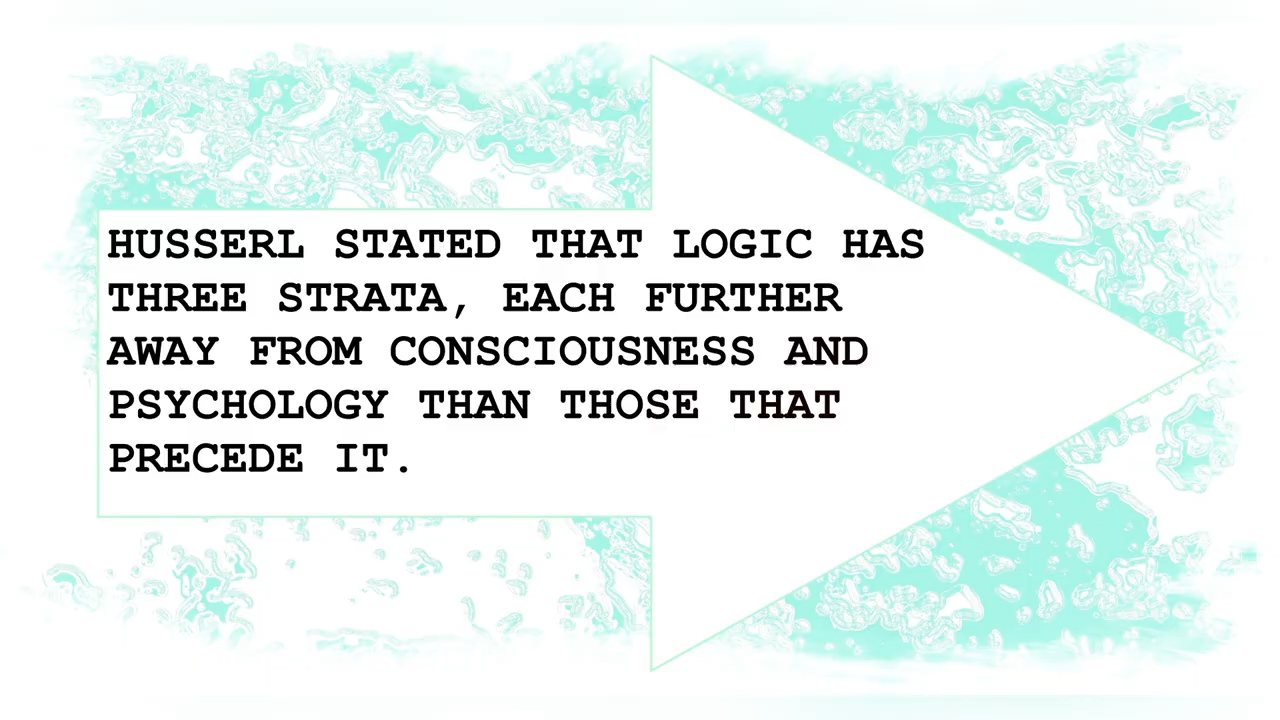 HUSSERL STATED THAT LOGIC HAS
THREE STRATA, EACH FURTHER
AWAY FROM CONSCIOUSNESS AND
PSYCHOLOGY THAN THOSE THAT
PRECEDE IT.